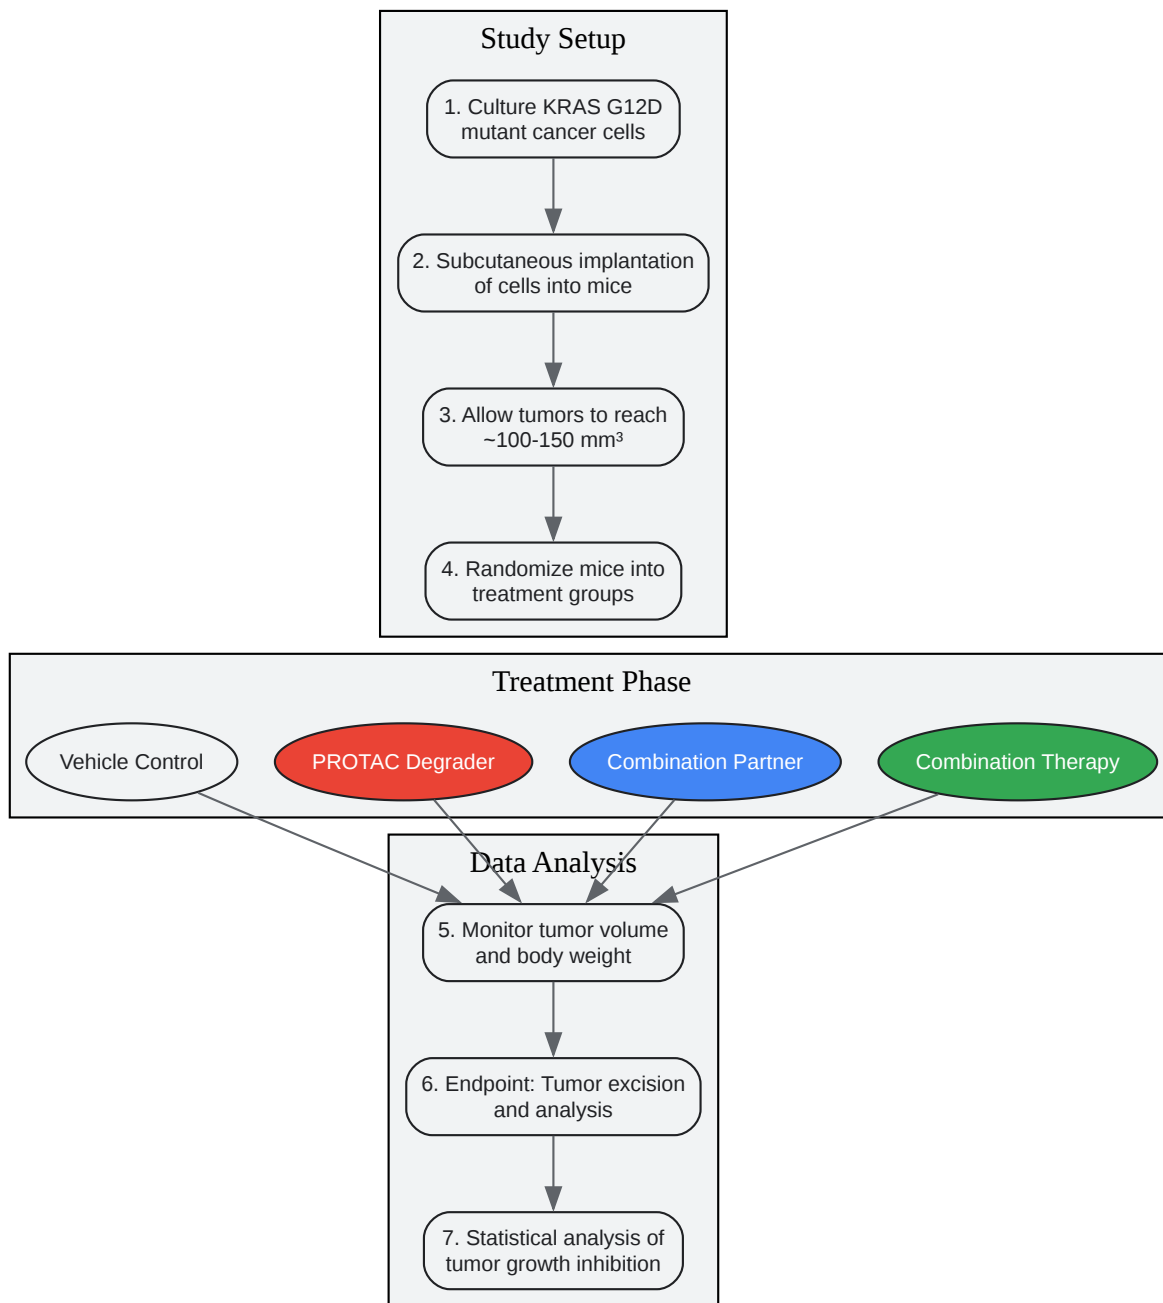 Study Setup
1. Culture KRAS G12D
mutant cancer cells
2. Subcutaneous implantation
of cells into mice
3. Allow tumors to reach
~100-150 mm³
4. Randomize mice into
treatment groups
Treatment Phase
Vehicle Control
PROTAC Degrader
Combination Partner
Combination Therapy
Data Analysis
5. Monitor tumor volume
and body weight
6. Endpoint: Tumor excision
and analysis
7. Statistical analysis of
tumor growth inhibition